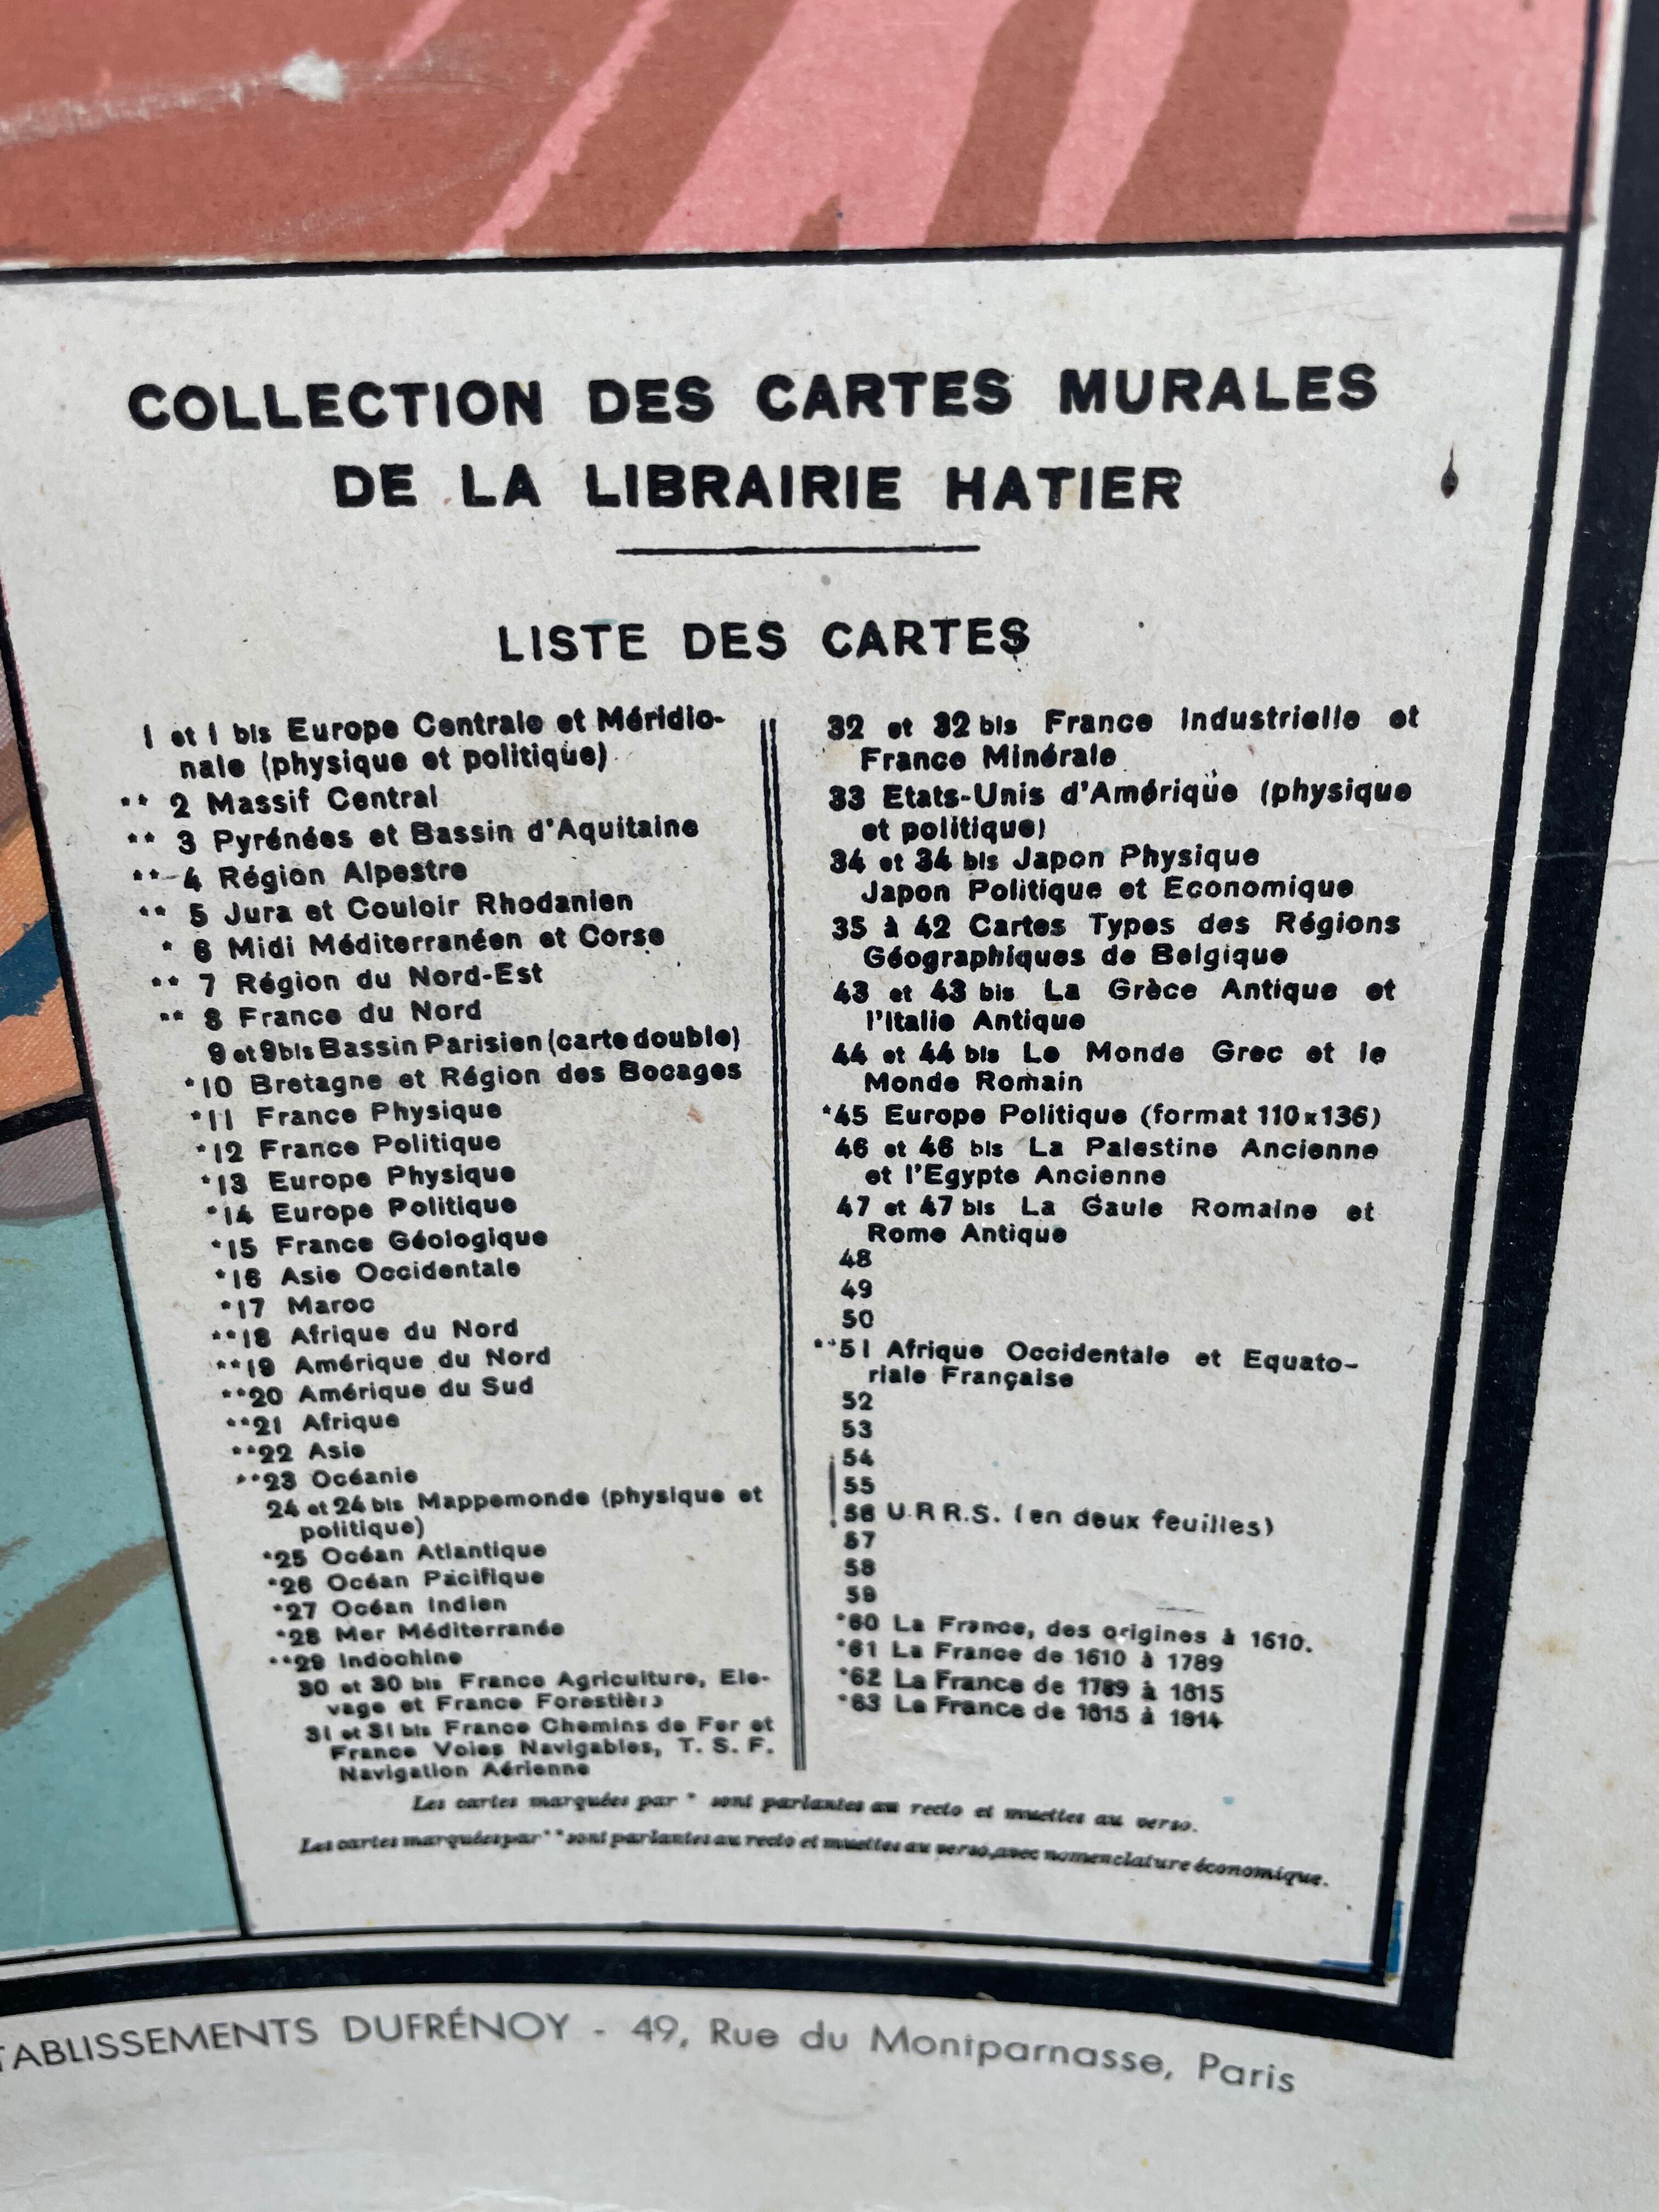 COLLECTION DES CARTES MURALES
DE LA LIBRAIRIE HATIER
LISTE DES CARTES
1 et 1 bis Europe Centrale et Méridio-
nale (physique et politique)
** 2 Massif Central
** 3 Pyrénées et Bassin d'Aquitaine
** 4 Région Alpestre
** 5 Jura et Couloir Rhodanien
* 6 Midi Méditerranéen et Corse
** 7 Région du Nord-Est
** 8 France du Nord
9 et 9 bis Bassin Parisien (carte double)
*10 Bretagne et Région des Bocages
*11 France Physique
*12 France Politique
*13 Europe Physique
*14 Europe Politique
*15 France Géologique
*16 Asie Occidentale
*17 Maroc
**18 Afrique du Nord
**19 Amérique du Nord
**20 Amérique du Sud
**21 Afrique
**22 Asie
**23 Océanie
24 et 24 bis Mappemonde (physique et
politique)
*25 Océan Atlantique
*26 Océan Pacifique
*27 Océan Indien
*28 Mer Méditerranée
**29 Indochine
30 et 30 bis France Agriculture, Ele-
vage et France Forestière
31 et 31 bis France Chemins de Fer et
France Voies Navigables, T. S. F.
Navigation Aérienne
32 et 32 bis France Industrielle et
France Minérale
33 Etats-Unis d'Amérique (physique
et politique)
34 et 34 bis Japon Physique
Japon Politique et Economique
35 à 42 Cartes Types des Régions
Géographiques de Belgique
43 et 43 bis La Grèce Antique et
l'Italie Antique
44 et 44 bis Le Monde Grec et le
Monde Romain
*45 Europe Politique (format 110x136)
46 et 46 bis La Palestine Ancienne
et l'Egypte Ancienne
47 et 47 bis La Gaule Romaine et
Rome Antique
48
49
50
**51 Afrique Occidentale et Equato-
riale Française
52
53
54
55
56 U.R.R.S. (en deux feuilles)
57
58
59
*60 La France, des origines à 1610.
*61 La France de 1610 à 1789
*62 La France de 1789 à 1815
*63 La France de 1815 à 1914
Les cartes marquées par * sont parlantes au recto et muettes au verso.
Les cartes marquées par ** sont parlantes au recto et muettes au verso, avec nomenclature économique.
TABLISSEMENTS DUFRÉNOY - 49, Rue du Montparnasse, Paris